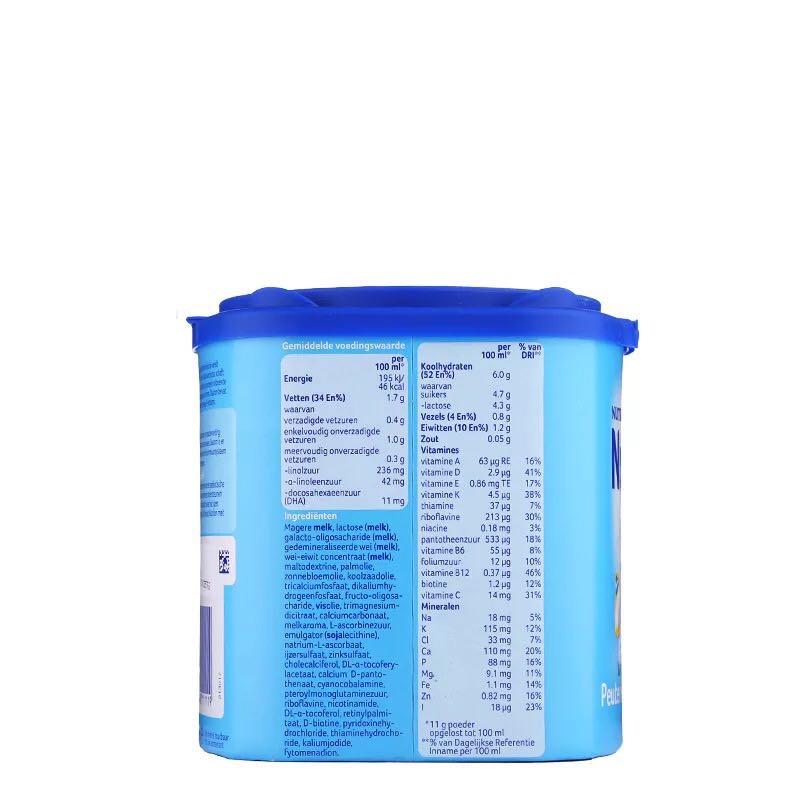 Gemiddelde voedingswaarde
per
100 ml*
Energie 195 kJ/
46 kcal
Vetten (34 En%) 1.7 g
waarvan
verzadigde vetzuren 0.4 g
enkelvoudig onverzadigde
vetzuren 1.0 g
meervoudig onverzadigde
vetzuren 0.3 g
-linolzuur 236 mg
-α-linoleenzuur 42 mg
-docosahexaeenzuur
(DHA) 11 mg
Ingrediënten
Magere melk, lactose (melk),
galacto-oligosacharide (melk),
gedemineraliseerde wei (melk),
wei-eiwit concentraat (melk),
maltodextrine, palmolie,
zonnebloemolie, koolzaadolie,
tricalciumfosfaat, dikaliumhy-
drogeenfosfaat, fructo-oligosa-
charide, visolie, trimagnesium-
dicitraat, calciumcarbonaat,
melkaroma, L-ascorbinezuur,
emulgator (sojalecithine),
natrium-L-ascorbaat,
ijzersulfaat, zinksulfaat,
cholecalciferol, DL-α-tocofery-
lacetaat, calcium D-panto-
thenaat, cyanocobalamine,
pteroylmonoglutaminezuur,
riboflavine, nicotinamide,
DL-α-tocoferol, retinylpalmi-
taat, D-biotine, pyridoxinehy-
drochloride, thiaminehydrocho-
ride, kaliumjodide,
fytomenadion.
per % van
100 ml* DRI**
Koolhydraten
(52 En%) 6.0 g
waarvan
suikers 4.7 g
-lactose 4.3 g
Vezels (4 En%) 0.8 g
Eiwitten (10 En%) 1.2 g
Zout 0.05 g
Vitamines
vitamine A 63 µg RE 16%
vitamine D 2.9 µg 41%
vitamine E 0.86 mg TE 17%
vitamine K 4.5 µg 38%
thiamine 37 µg 7%
riboflavine 213 µg 30%
niacine 0.18 mg 3%
pantotheenzuur 533 µg 18%
vitamine B6 55 µg 8%
foliumzuur 12 µg 10%
vitamine B12 0.37 µg 46%
biotine 1.2 µg 12%
vitamine C 14 mg 31%
Mineralen
Na 18 mg 5%
K 115 mg 12%
Cl 33 mg 7%
Ca 110 mg 20%
P 88 mg 16%
Mg 9.1 mg 11%
Fe 1.1 mg 14%
Zn 0.82 mg 16%
I 18 µg 23%
*11 g poeder
opgelost tot 100 ml
**% van Dagelijkse Referentie
Inname per 100 ml